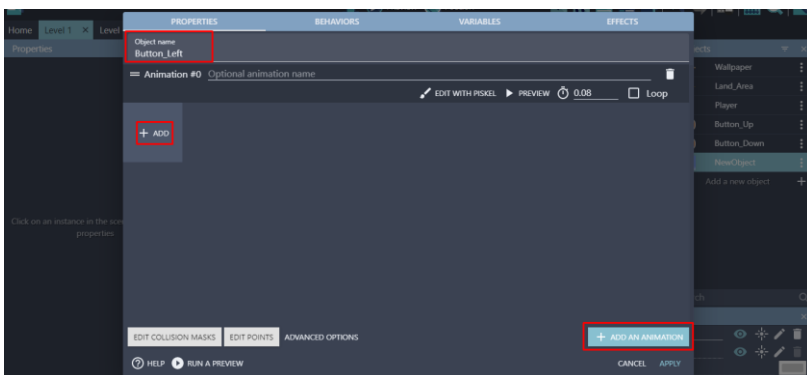 PROPERTIES BEHAVIORS VARIABLES EFFECTS
Home Level 1 × Level
Object name
Button_Left
Properties
Animation #0 Optional animation name
EDIT WITH PISKEL PREVIEW 0.08 Loop
+ ADD
Wallpaper
Land_Area
Player
Button_Up
Button_Down
NewObject
Add a new object +
Click on an instance in the
properties
EDIT COLLISION MASKS EDIT POINTS ADVANCED OPTIONS + ADD AN ANIMATION
HELP RUN A PREVIEW CANCEL APPLY